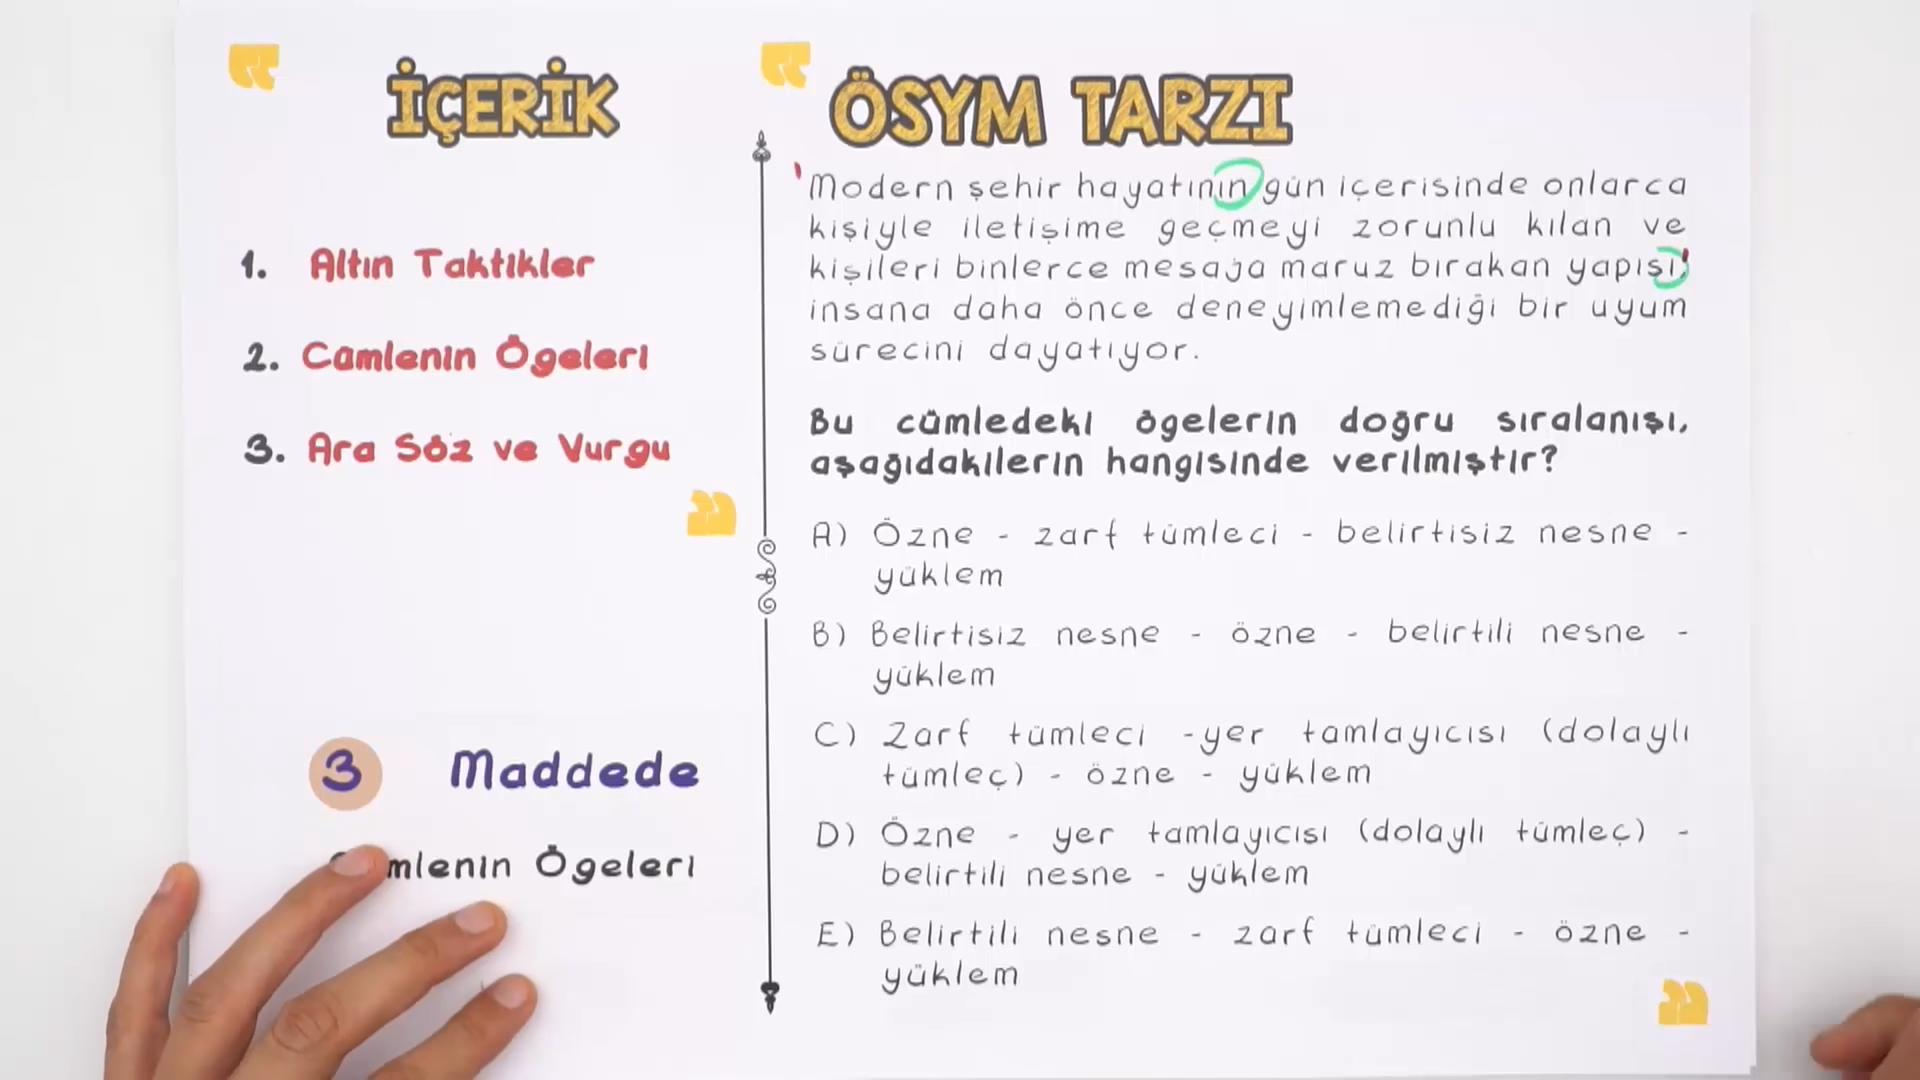 İÇERİK
1. Altın Taktikler
2. Cümlenin Ögeleri
3. Ara Söz ve Vurgu
3 Maddede
Ögeleri
ÖSYM TARZI
Modern şehir hayatının gün içerisinde onlarca
kişiyle iletişime geçmeyi zorunlu kılan ve
kişileri binlerce mesaja maruz bırakan yapısı,
insana daha önce deneyimlemediği bir uyum
sürecini dayatıyor.
Bu cümledeki ögelerin doğru sıralanışı,
aşağıdakilerin hangisinde verilmiştir?
A) Özne - zarf tümleci - belirtisiz nesne -
yüklem
B) Belirtisiz nesne - özne - belirtili nesne -
yüklem
C) Zarf tümleci -yer tamlayıcısı (dolaylı
tümleç) - özne - yüklem
D) Özne - yer tamlayıcısı (dolaylı tümleç) -
belirtili nesne - yüklem
E) Belirtili nesne - zarf tümleci - özne -
yüklem